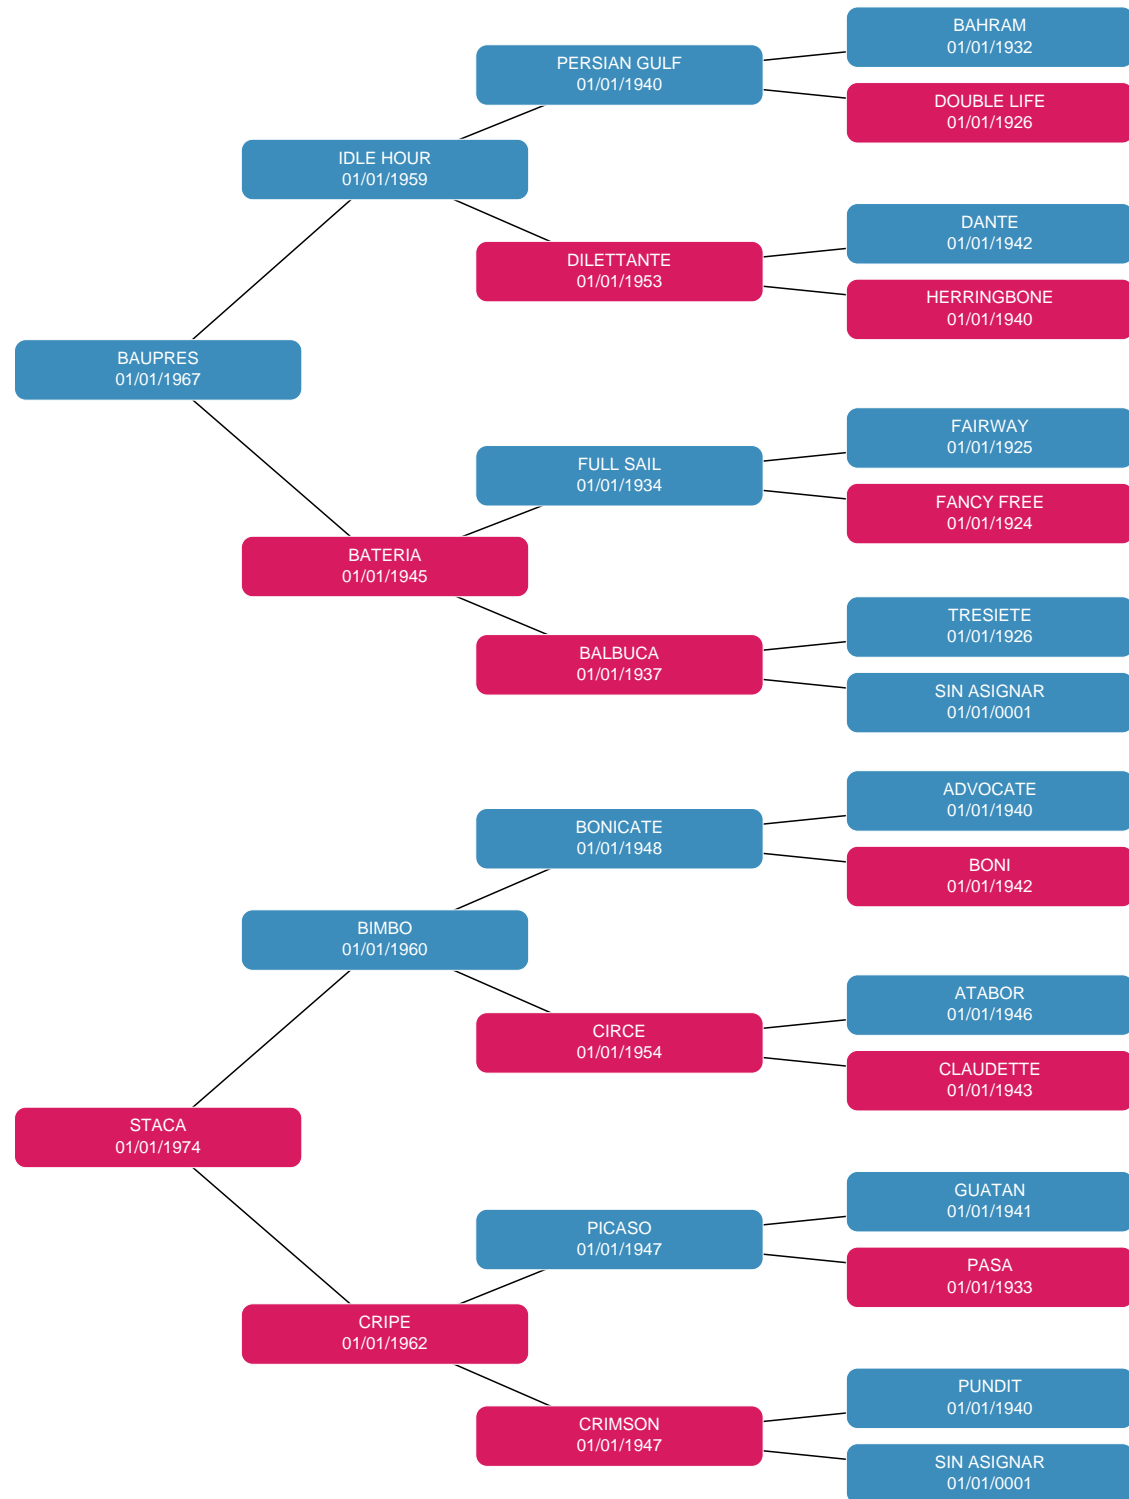 BAHRAM
01/01/1932
PERSIAN GULF
01/01/1940
DOUBLE LIFE
01/01/1926
IDLE HOUR
01/01/1959
DANTE
01/01/1942
DILETTANTE
01/01/1953
HERRINGBONE
01/01/1940
BAUPRES
01/01/1967
FAIRWAY
01/01/1925
FULL SAIL
01/01/1934
FANCY FREE
01/01/1924
BATERIA
01/01/1945
TRESIETE
01/01/1926
BALBUCA
01/01/1937
SIN ASIGNAR
01/01/0001
ADVOCATE
01/01/1940
BONICATE
01/01/1948
BONI
01/01/1942
BIMBO
01/01/1960
ATABOR
01/01/1946
CIRCE
01/01/1954
CLAUDETTE
01/01/1943
STACA
01/01/1974
GUATAN
01/01/1941
PICASO
01/01/1947
PASA
01/01/1933
CRIPE
01/01/1962
PUNDIT
01/01/1940
CRIMSON
01/01/1947
SIN ASIGNAR
01/01/0001